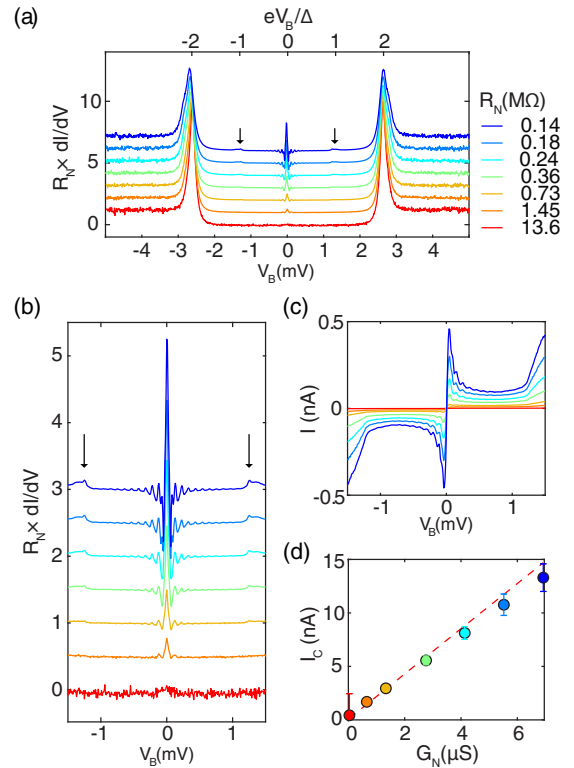 (a)
eV_B/Δ
-2 -1 0 1 2
R_N × dI/dV
10
5
0
-4 -3 -2 -1 0 1 2 3 4
V_B(mV)
R_N(MΩ)
0.14
0.18
0.24
0.36
0.73
1.45
13.6
(b)
R_N × dI/dV
5
4
3
2
1
0
-1 0 1
V_B(mV)
(c)
I (nA)
0.5
0
-0.5
-1 0 1
V_B(mV)
(d)
I_C (nA)
15
10
5
0
0 2 4 6
G_N(μS)